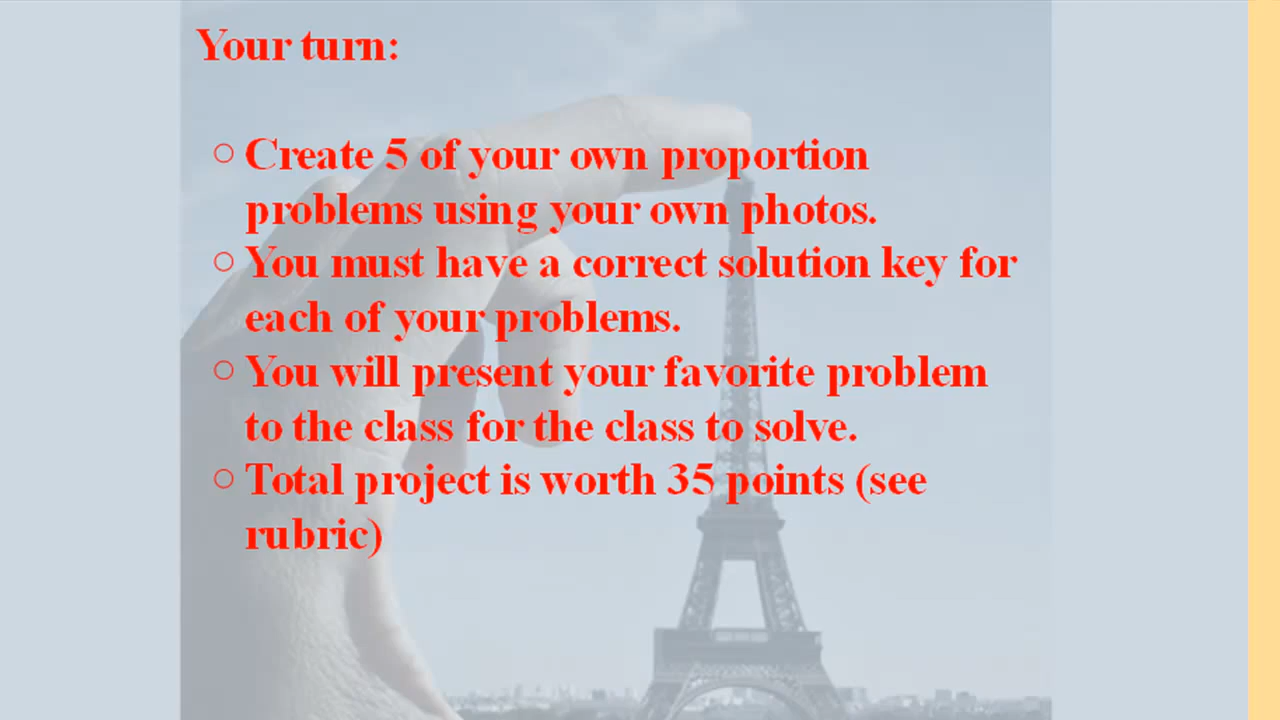 Your turn:
○ Create 5 of your own proportion
problems using your own photos.
○ You must have a correct solution key for
each of your problems.
○ You will present your favorite problem
to the class for the class to solve.
○ Total project is worth 35 points (see
rubric)